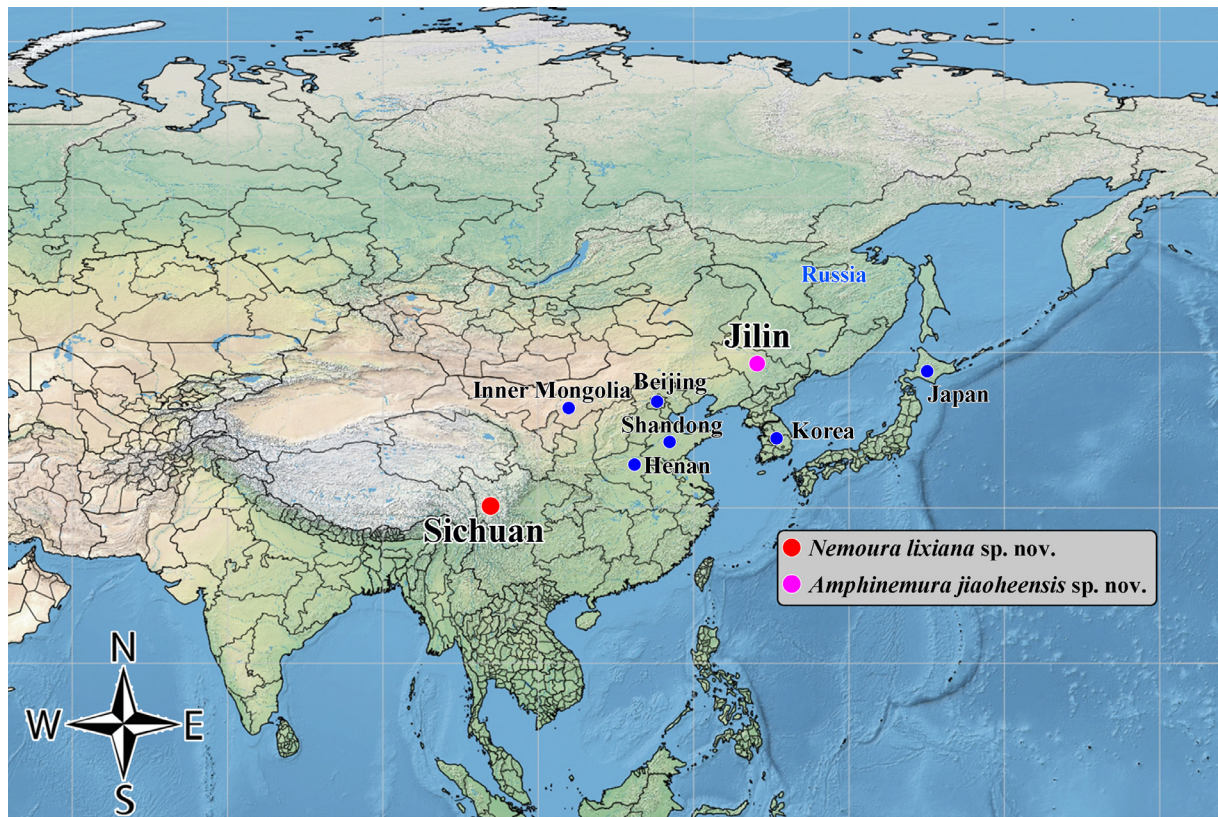 Russia
Jilin
Inner Mongolia
Beijing
Japan
Shandong
Korea
Henan
Sichuan
Nemoura lixiana sp. nov.
Amphinemura jiaoheensis sp. nov.
N
W
E
S